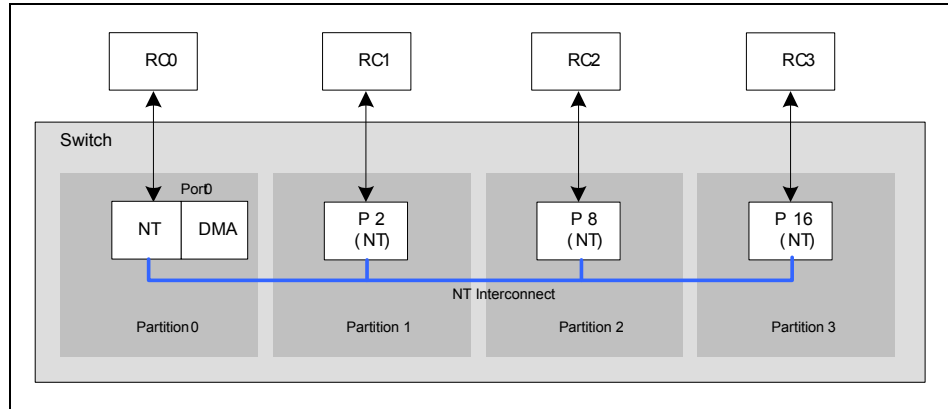 RC0
RC1
RC2
RC3
Switch
Port0
NT
DMA
P 2
(NT)
P 8
(NT)
P 16
(NT)
NT Interconnect
Partition 0
Partition 1
Partition 2
Partition 3